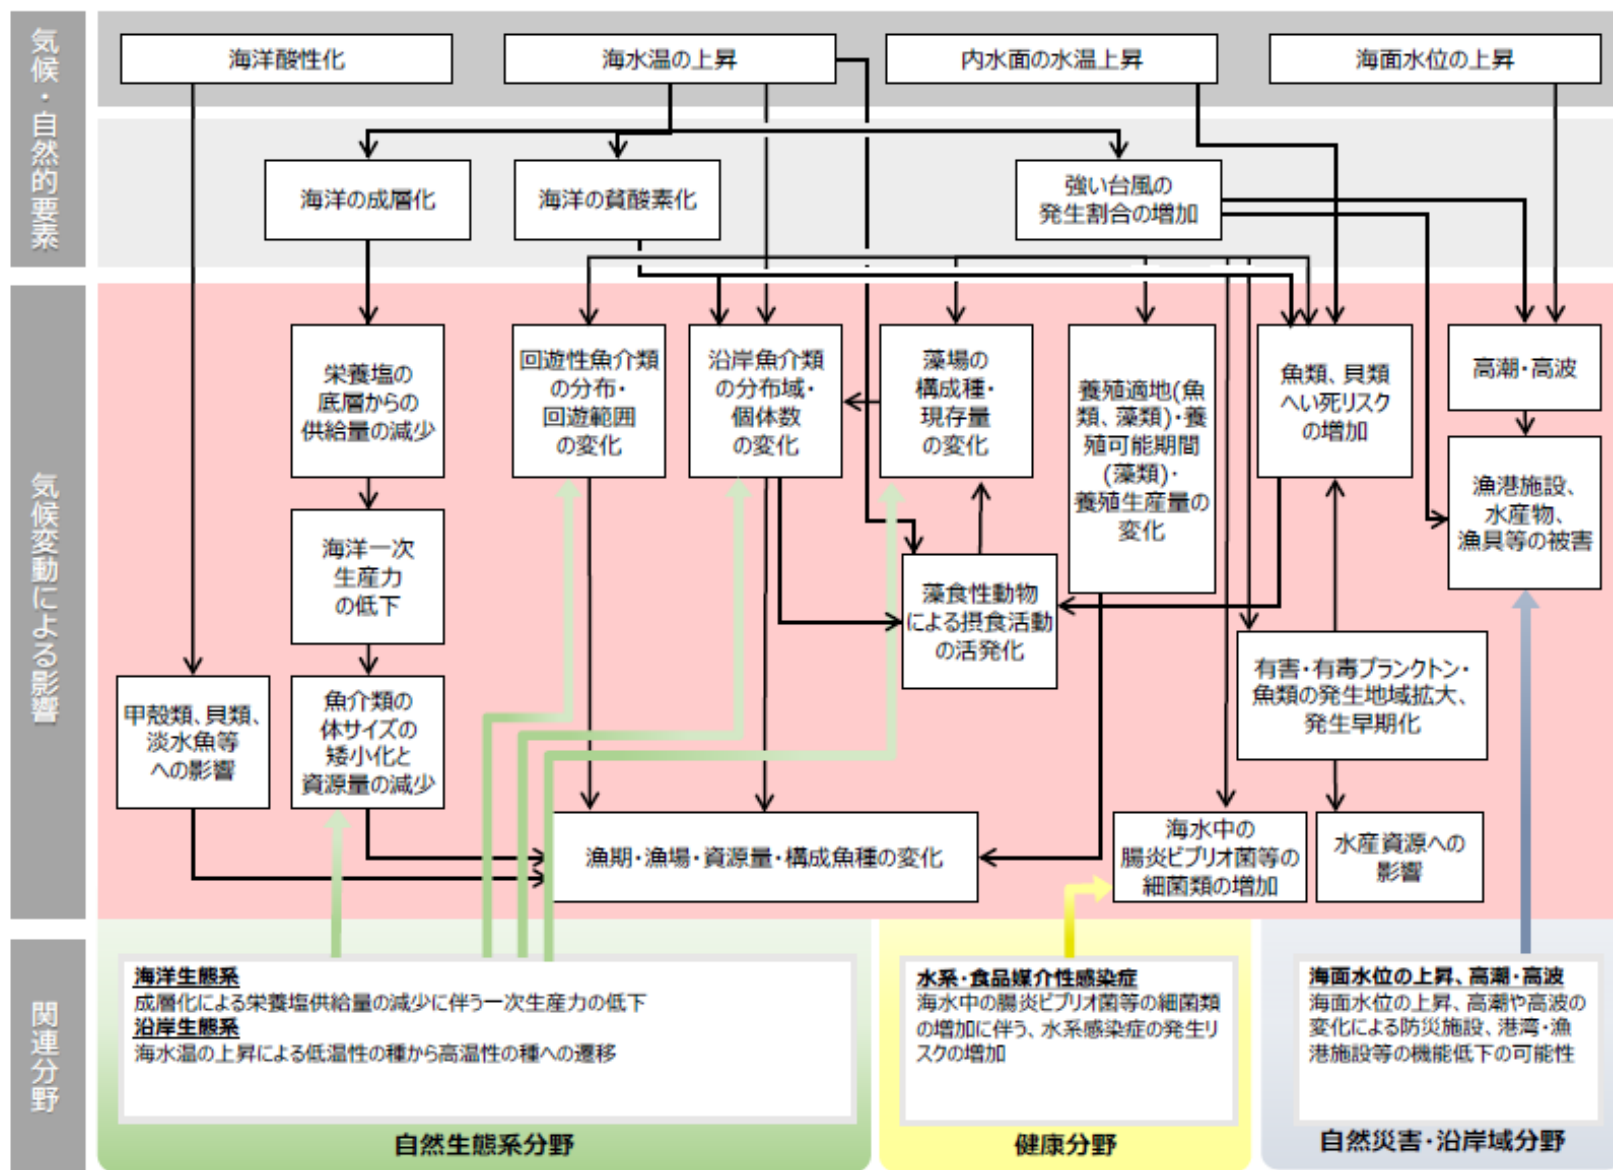 気候・自然的要素
海洋酸性化
海水温の上昇
内水面の水温上昇
海面水位の上昇
海洋の成層化
海洋の貧酸素化
強い台風の
発生割合の増加
気候変動による影響
栄養塩の
底層からの
供給量の減少
回遊性魚介類
の分布・
回遊範囲
の変化
沿岸魚介類
の分布域・
個体数
の変化
藻場の
構成種・
現存量
の変化
養殖適地(魚
類、藻類)・養
殖可能期間
(藻類)・
養殖生産量の
変化
魚類、貝類
へい死リスク
の増加
高潮・高波
漁港施設、
水産物、
漁具等の被害
海洋一次
生産力
の低下
藻食性動物
による摂食活動
の活発化
有害・有毒プランクトン・
魚類の発生地域拡大、
発生早期化
甲殻類、貝類、
淡水魚等
への影響
魚介類の
体サイズの
矮小化と
資源量の減少
漁期・漁場・資源量・構成魚種の変化
海水中の
腸炎ビブリオ菌等の
細菌類の増加
水産資源への
影響
関連分野
海洋生態系
成層化による栄養塩供給量の減少に伴う一次生産力の低下
沿岸生態系
海水温の上昇による低温性の種から高温性の種への遷移
自然生態系分野
水系・食品媒介性感染症
海水中の腸炎ビブリオ菌等の細菌類
の増加に伴う、水系感染症の発生リ
スクの増加
健康分野
海面水位の上昇、高潮・高波
海面水位の上昇、高潮や高波の
変化による防災施設、港湾・漁
港施設等の機能低下の可能性
自然災害・沿岸域分野